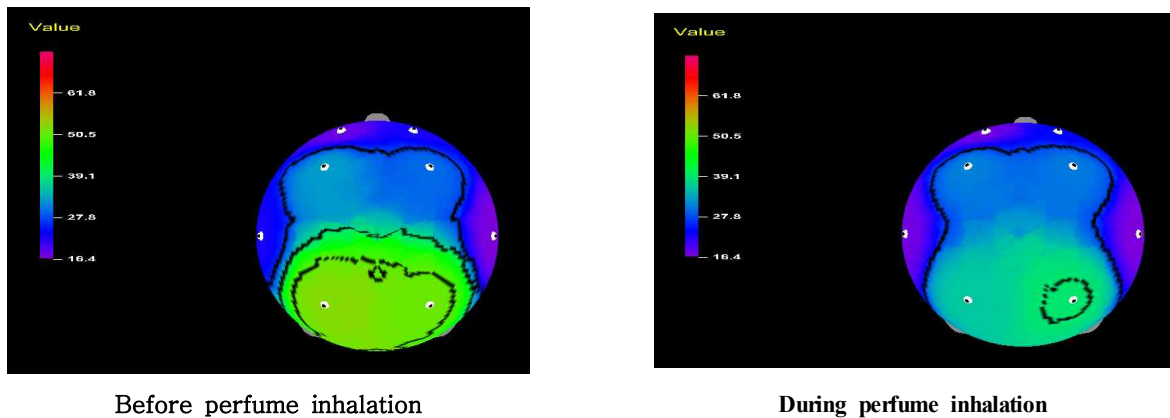 Value
61.8
50.5
39.1
27.8
16.4
Before perfume inhalation
Value
61.8
50.5
39.1
27.8
16.4
During perfume inhalation